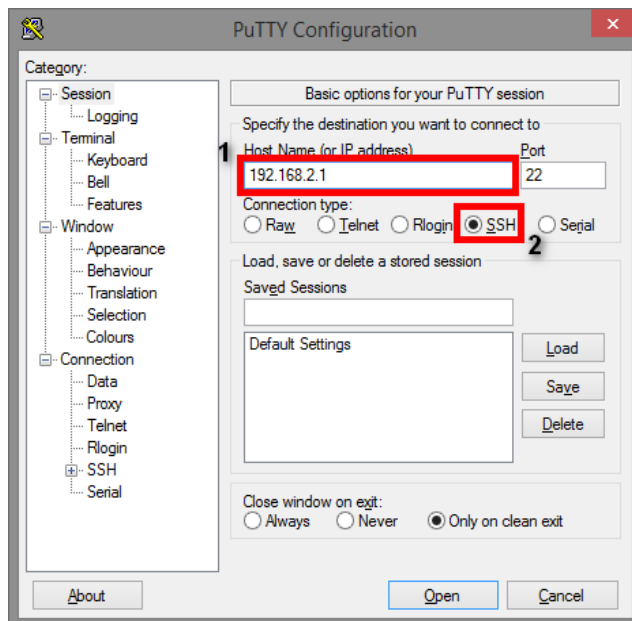 PuTTY Configuration
Category:
Session
Logging
Terminal
Keyboard
Bell
Features
Window
Appearance
Behaviour
Translation
Selection
Colours
Connection
Data
Proxy
Telnet
Rlogin
SSH
Serial
Basic options for your PuTTY session
Specify the destination you want to connect to
1
Host Name (or IP address) Port
192.168.2.1 22
Connection type:
Raw Telnet Rlogin SSH Serial
2
Load, save or delete a stored session
Saved Sessions
Default Settings
Load
Save
Delete
Close window on exit:
Always Never Only on clean exit
About Open Cancel